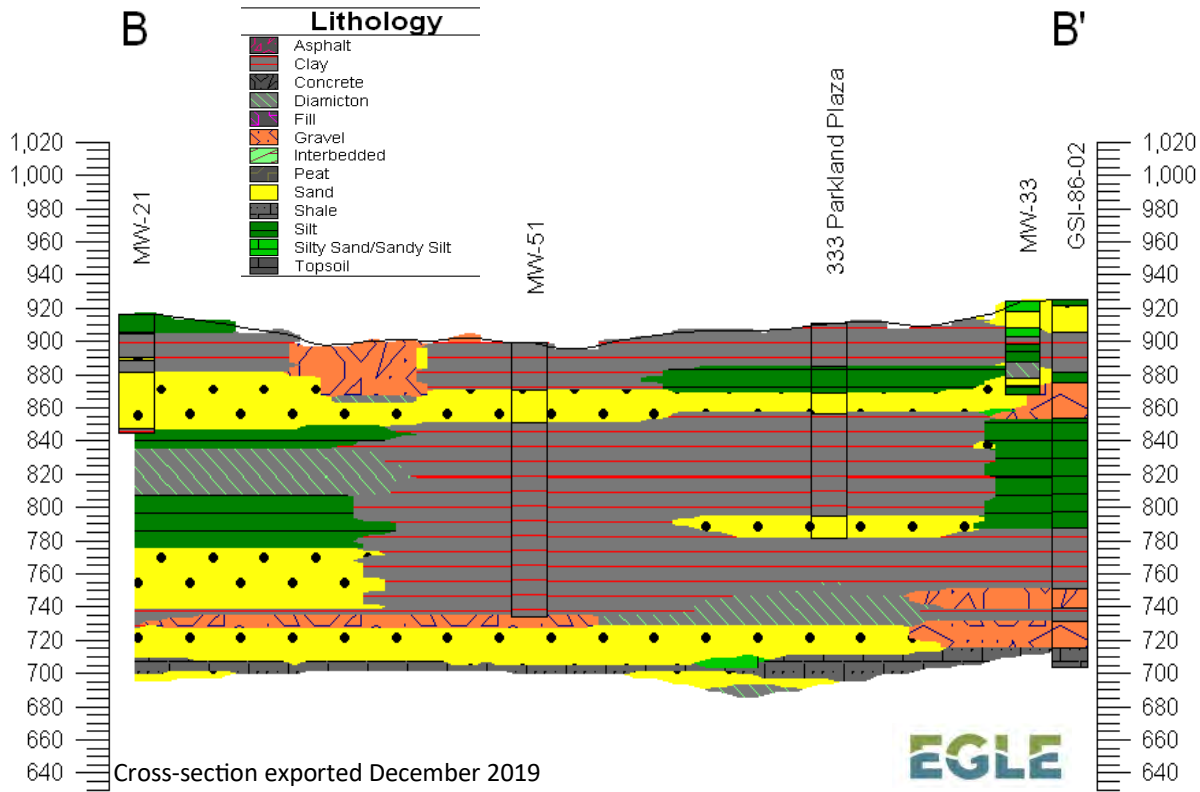 B
B'
Lithology
Asphalt
Clay
Concrete
Diamicton
Fill
Gravel
Interbedded
Peat
Sand
Shale
Silt
Silty Sand/Sandy Silt
Topsoil
MW-21
MW-51
333 Parkland Plaza
MW-33
GSI-86-02
1,020
1,000
980
960
940
920
900
880
860
840
820
800
780
760
740
720
700
680
660
640
1,020
1,000
980
960
940
920
900
880
860
840
820
800
780
760
740
720
700
680
660
640
Cross-section exported December 2019
EGLE